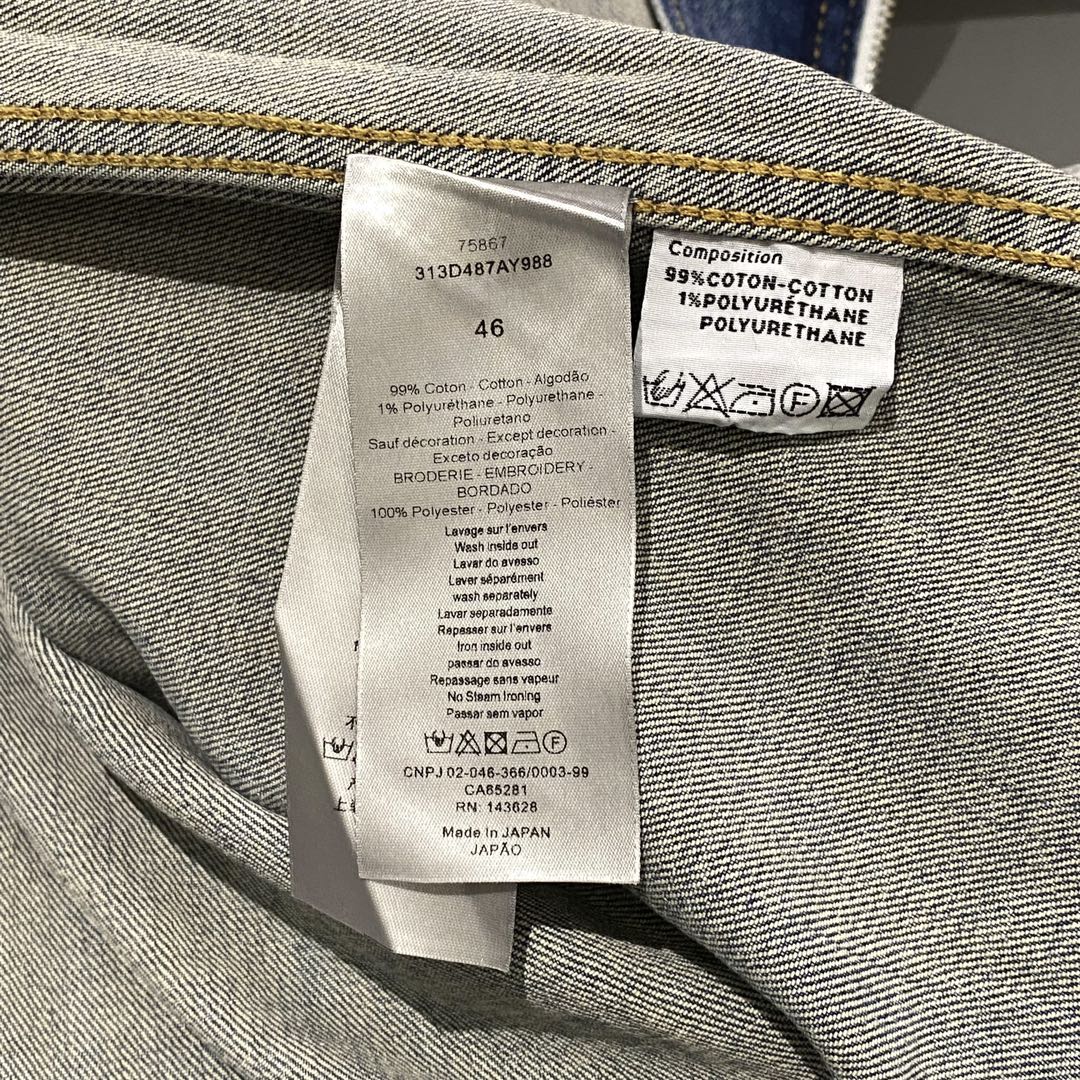 75867
313D487AY988
46
99% Coton - Cotton - Algodão
1% Polyuréthane - Polyurethane -
Poliuretano
Sauf décoration - Except decoration -
Exceto decoração
BRODERIE - EMBROIDERY -
BORDADO
100% Polyester - Polyester - Poliéster
Lavage sur l'envers
Wash inside out
Lavar do avesso
Laver séparément
wash separately
Lavar separadamente
Repasser sur l'envers
Iron inside out
passar do avesso
Repassage sans vapeur
No Steam Ironing
Passar sem vapor
F
CNPJ 02-046-366/0003-99
CA65281
RN: 143628
Made In JAPAN
JAPÃO
Composition
99%COTON-COTTON
1%POLYURÉTHANE
POLYURETHANE
F